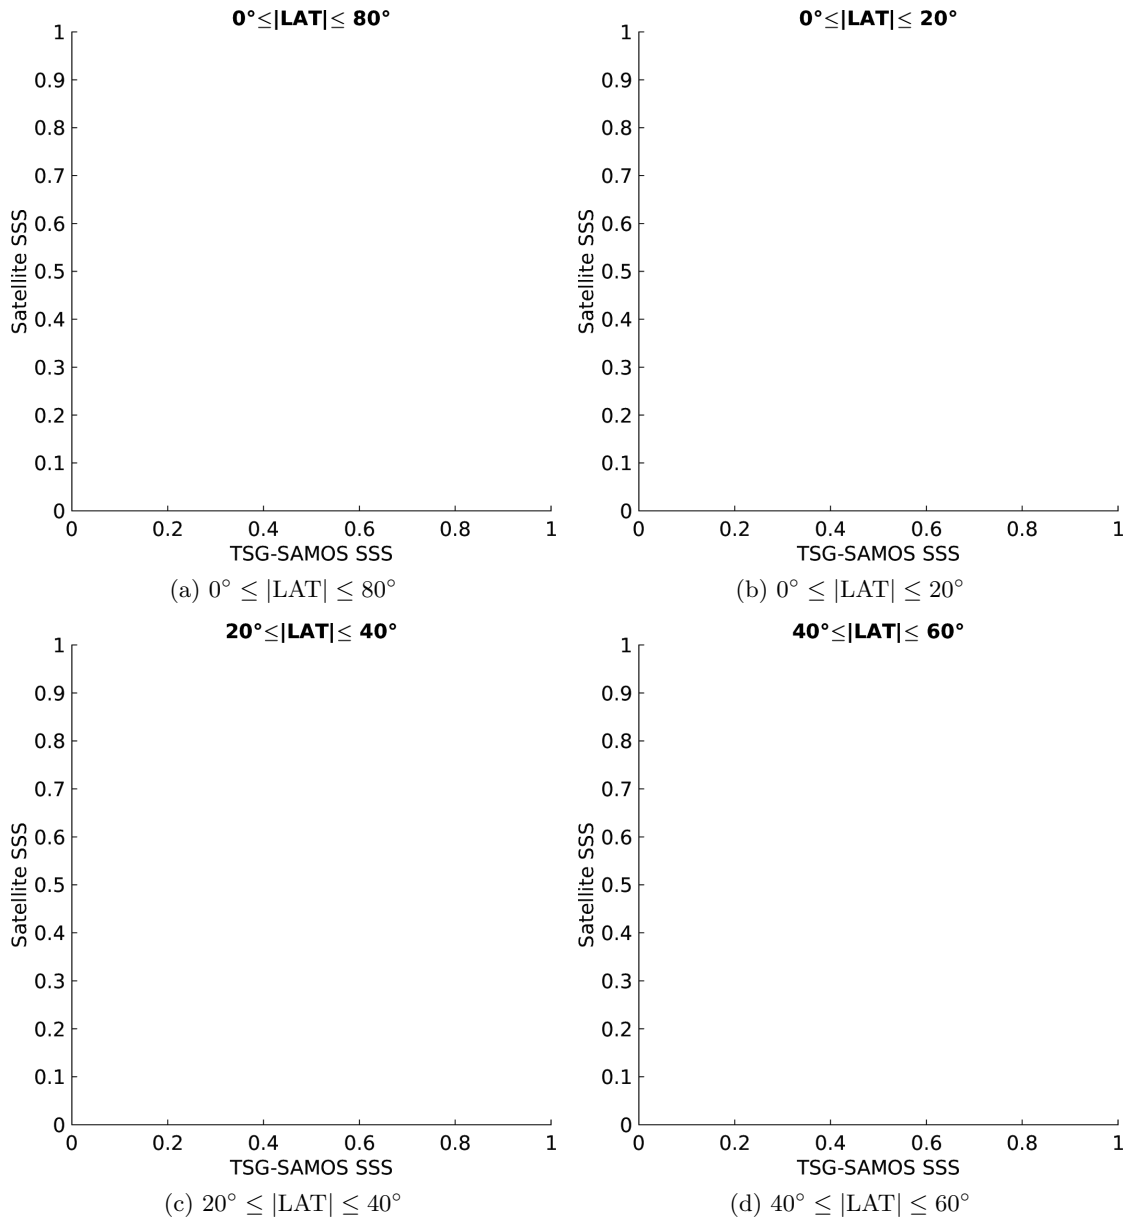 0°≤|LAT|≤ 80°
1
0.9
0.8
0.7
0.6
0.5
0.4
0.3
0.2
0.1
0
Satellite SSS
0 0.2 0.4 0.6 0.8 1
TSG-SAMOS SSS
(a) 0° ≤ |LAT| ≤ 80°
0°≤|LAT|≤ 20°
1
0.9
0.8
0.7
0.6
0.5
0.4
0.3
0.2
0.1
0
Satellite SSS
0 0.2 0.4 0.6 0.8 1
TSG-SAMOS SSS
(b) 0° ≤ |LAT| ≤ 20°
20°≤|LAT|≤ 40°
1
0.9
0.8
0.7
0.6
0.5
0.4
0.3
0.2
0.1
0
Satellite SSS
0 0.2 0.4 0.6 0.8 1
TSG-SAMOS SSS
(c) 20° ≤ |LAT| ≤ 40°
40°≤|LAT|≤ 60°
1
0.9
0.8
0.7
0.6
0.5
0.4
0.3
0.2
0.1
0
Satellite SSS
0 0.2 0.4 0.6 0.8 1
TSG-SAMOS SSS
(d) 40° ≤ |LAT| ≤ 60°